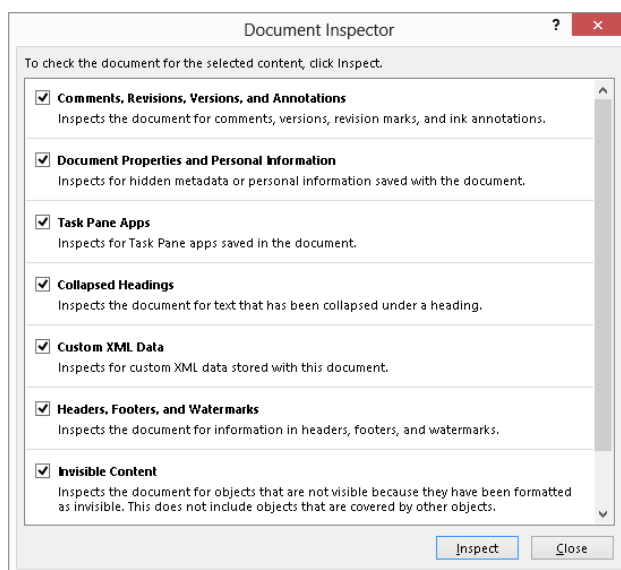 Document Inspector
?
To check the document for the selected content, click Inspect.
Comments, Revisions, Versions, and Annotations
Inspects the document for comments, versions, revision marks, and ink annotations.
Document Properties and Personal Information
Inspects for hidden metadata or personal information saved with the document.
Task Pane Apps
Inspects for Task Pane apps saved in the document.
Collapsed Headings
Inspects the document for text that has been collapsed under a heading.
Custom XML Data
Inspects for custom XML data stored with this document.
Headers, Footers, and Watermarks
Inspects the document for information in headers, footers, and watermarks.
Invisible Content
Inspects the document for objects that are not visible because they have been formatted
as invisible. This does not include objects that are covered by other objects.
Inspect
Close